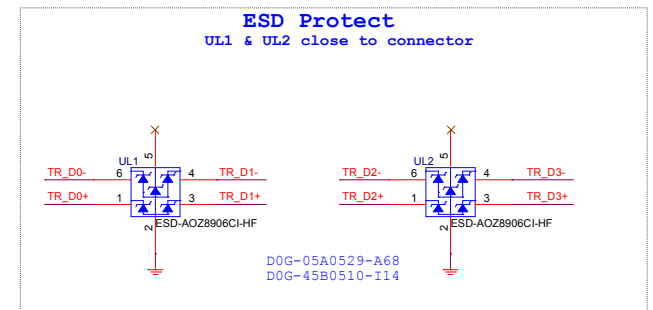 ESD Protect
UL1 & UL2 close to connector
UL1
5
TR_D0-
6
4
TR_D1-
TR_D0+
1
3
TR_D1+
2
ESD-AOZ8906CI-HF
UL2
5
TR_D2-
6
4
TR_D3-
TR_D2+
1
3
TR_D3+
2
ESD-AOZ8906CI-HF
D0G-05A0529-A68
D0G-45B0510-I14